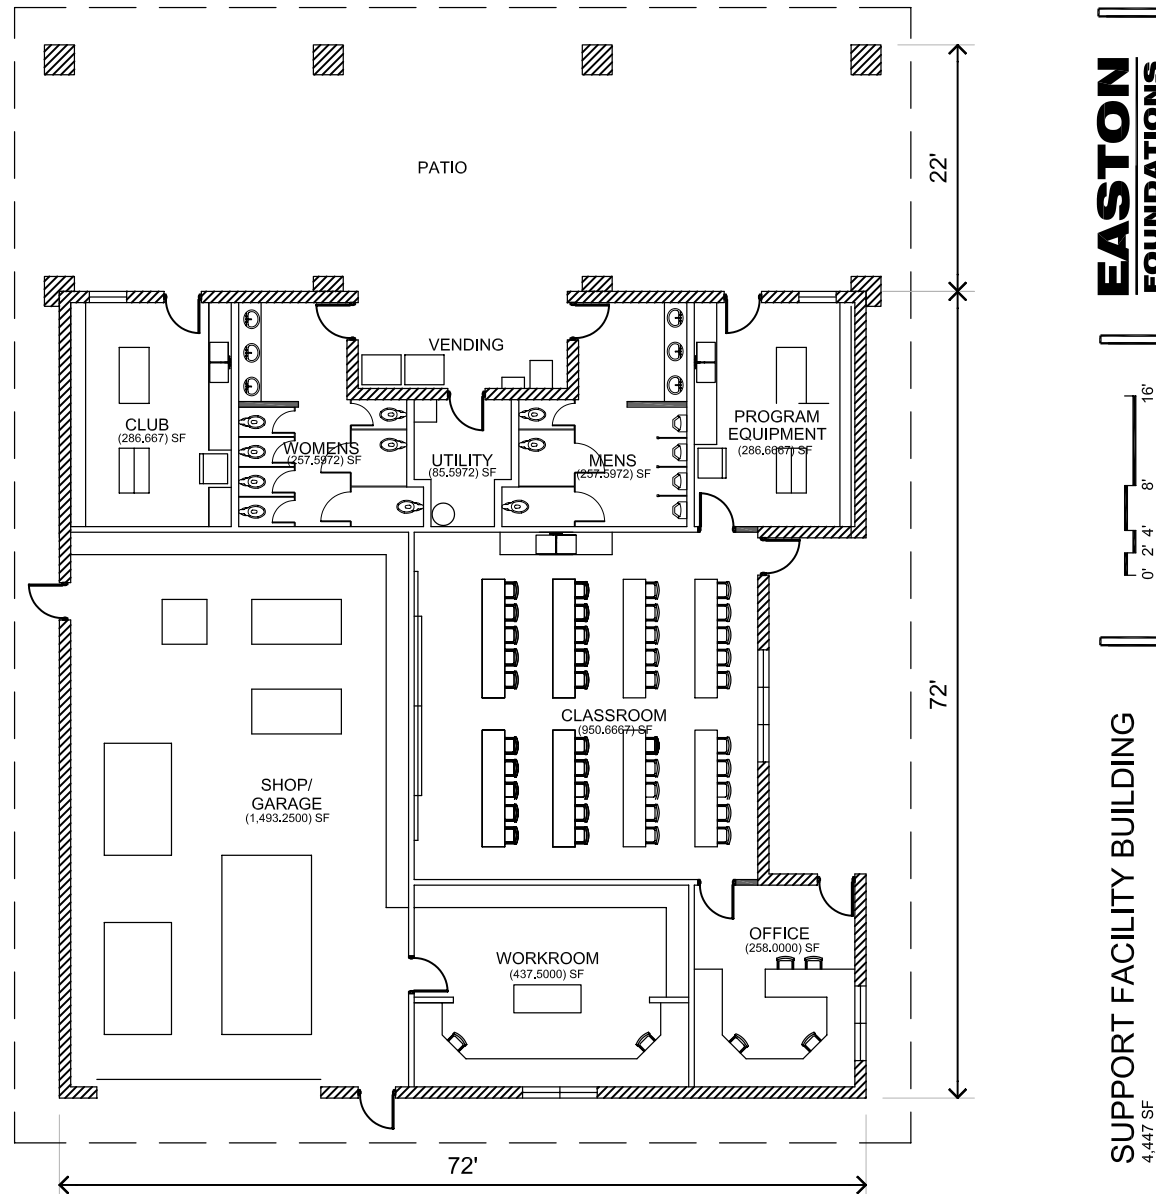 PATIO
22'
EASTON
FOUNDATIONS
VENDING
CLUB
(286.667) SF
WOMENS
(257.5972) SF
UTILITY
(85.5972) SF
MENS
(257.5972) SF
PROGRAM
EQUIPMENT
(286.6667) SF
0' 2' 4' 8' 16'
CLASSROOM
(950.6667) SF
72'
SHOP/
GARAGE
(1,493.2500) SF
WORKROOM
(437.5000) SF
OFFICE
(258.0000) SF
SUPPORT FACILITY BUILDING
4,447 SF
72'